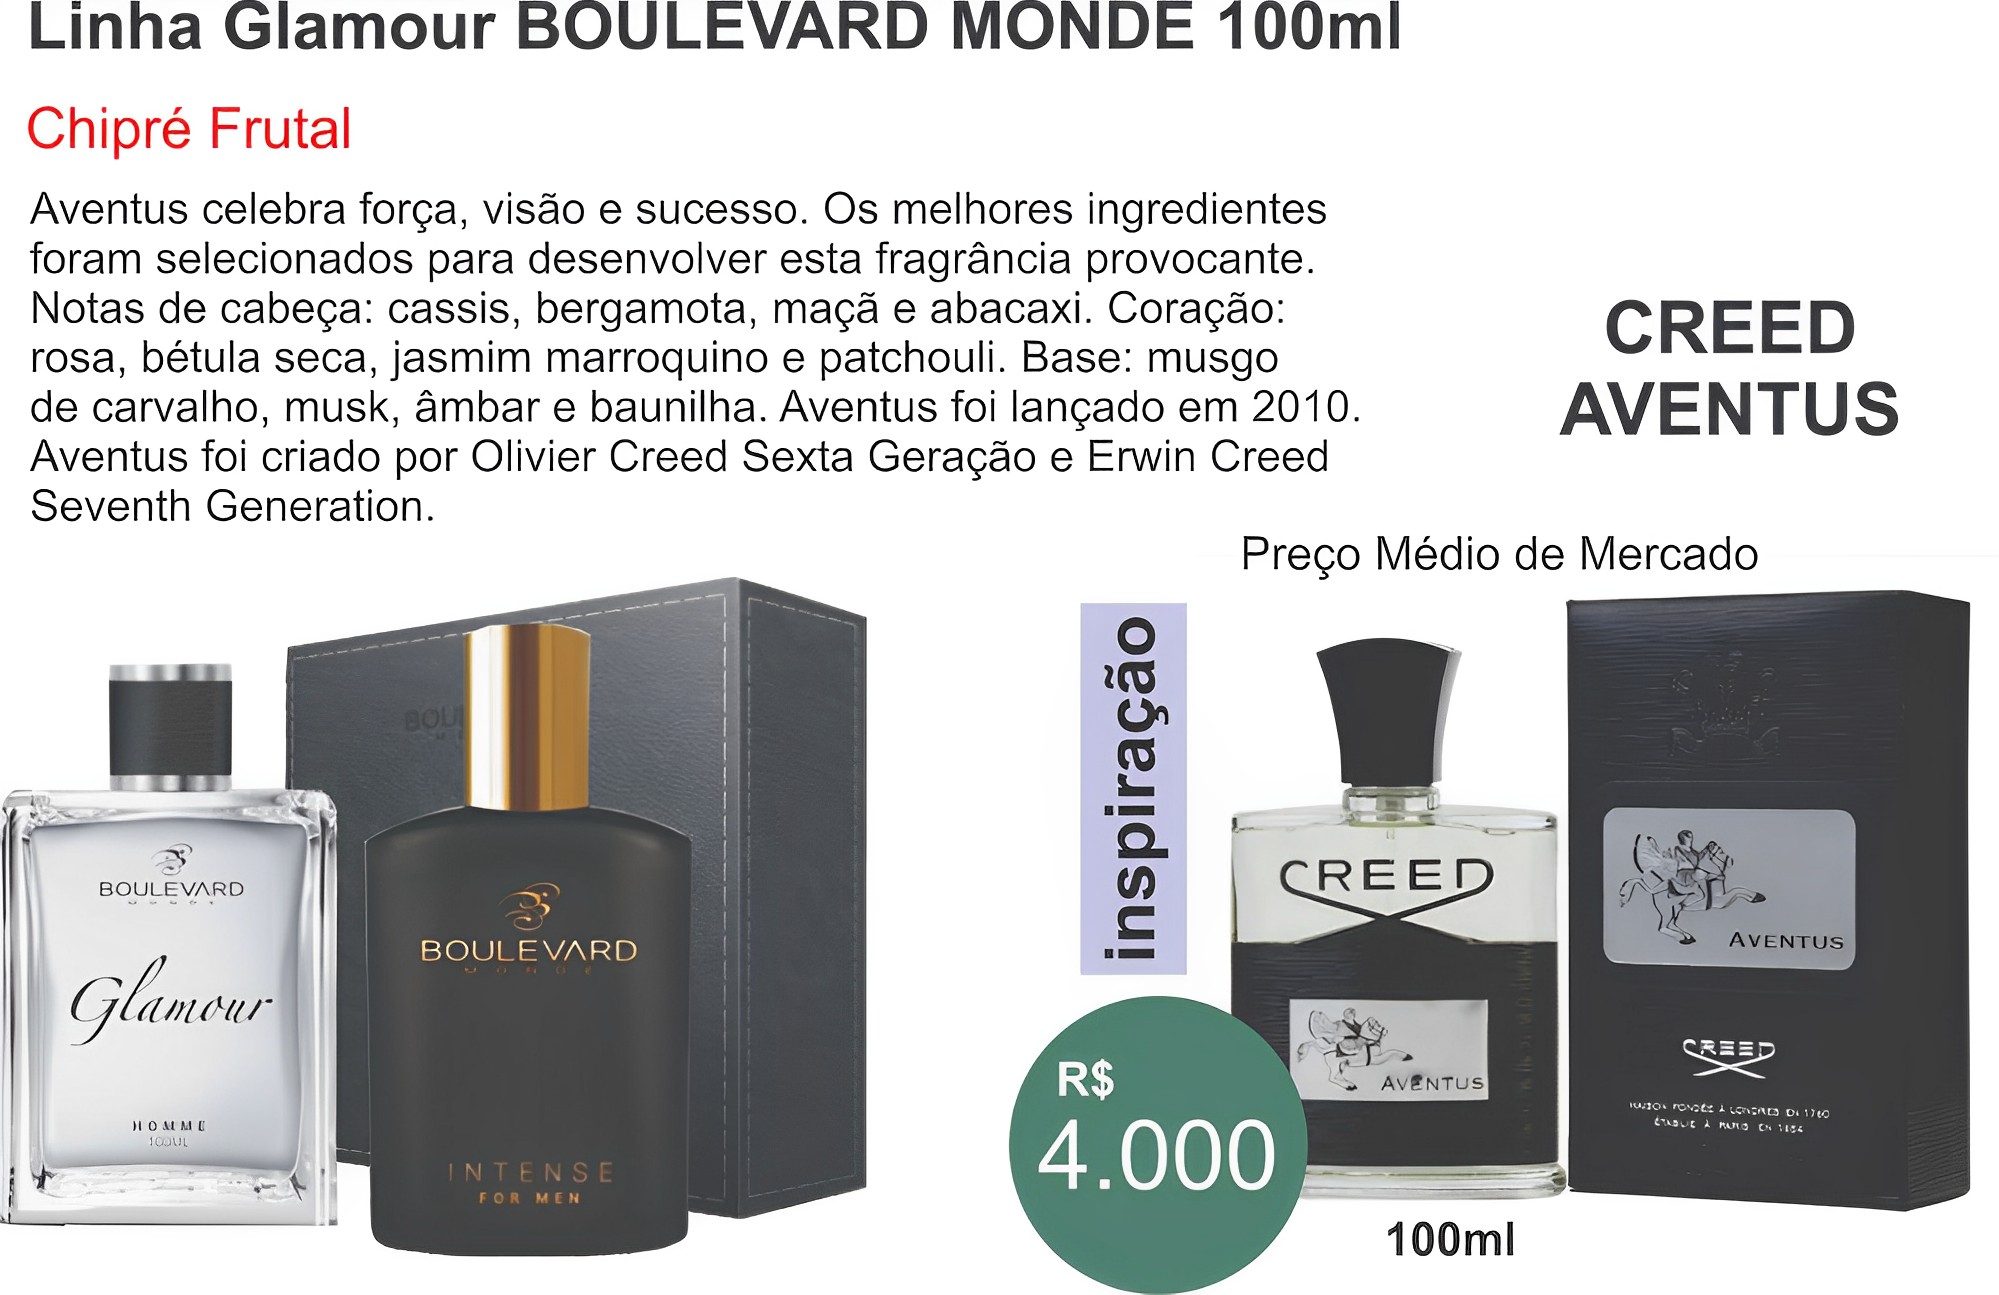 Linha Glamour BOULEVARD MONDE 100ml
Chipré Frutal
Aventus celebra força, visão e sucesso. Os melhores ingredientes
foram selecionados para desenvolver esta fragrância provocante.
Notas de cabeça: cassis, bergamota, maçã e abacaxi. Coração:
rosa, bétula seca, jasmim marroquino e patchouli. Base: musgo
de carvalho, musk, âmbar e baunilha. Aventus foi lançado em 2010.
Aventus foi criado por Olivier Creed Sexta Geração e Erwin Creed
Seventh Generation.
CREED
AVENTUS
Preço Médio de Mercado
inspiração
BOULEVARD
Glamour
HOMME
100ML
BOULEVARD
MONDE
INTENSE
FOR MEN
R$
4.000
CREED
AVENTUS
100ml
AVENTUS
CREED